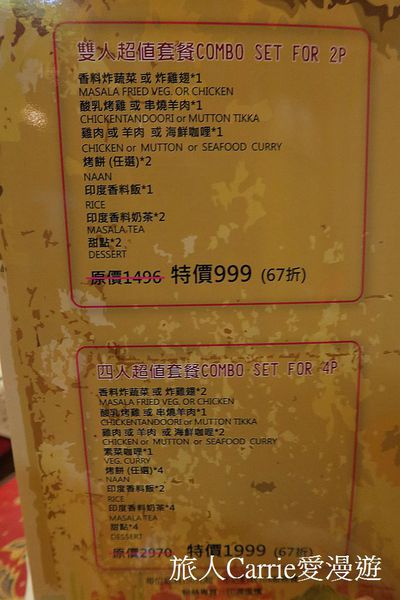 雙人超值套餐COMBO SET FOR 2P
香料炸蔬菜 或 炸雞翅*1
MASALA FRIED VEG. OR CHICKEN
酸乳烤雞 或 串燒羊肉*1
CHICKENTANDOORI or MUTTON TIKKA
雞肉 或 羊肉 或 海鮮咖哩*1
CHICKEN or MUTTON or SEAFOOD CURRY
烤餅 (任選)*2
NAAN
印度香料飯*1
RICE
印度香料奶茶*2
MASALA TEA
甜點*2
DESSERT
原價1496 特價999 (67折)
四人超值套餐COMBO SET FOR 4P
香料炸蔬菜 或 炸雞翅*2
MASALA FRIED VEG. OR CHICKEN
酸乳烤雞 或 串燒羊肉*1
CHICKENTANDOORI or MUTTON TIKKA
雞肉 或 羊肉 或 海鮮咖哩*2
CHICKEN or MUTTON or SEAFOOD CURRY
素菜咖哩*1
VEG. CURRY
烤餅 (任選)*4
NAAN
印度香料飯*2
RICE
印度香料奶茶*4
MASALA TEA
甜點*4
DESSERT
原價2970 特價1999 (67折)
旅人Carrie愛漫遊